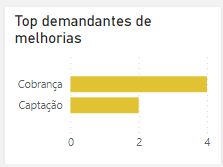 Top demandantes de
melhorias
Cobrança
Captação
0 2 4